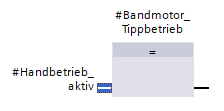 #Bandmotor_
Tippbetrieb
=
#Handbetrieb_
aktiv